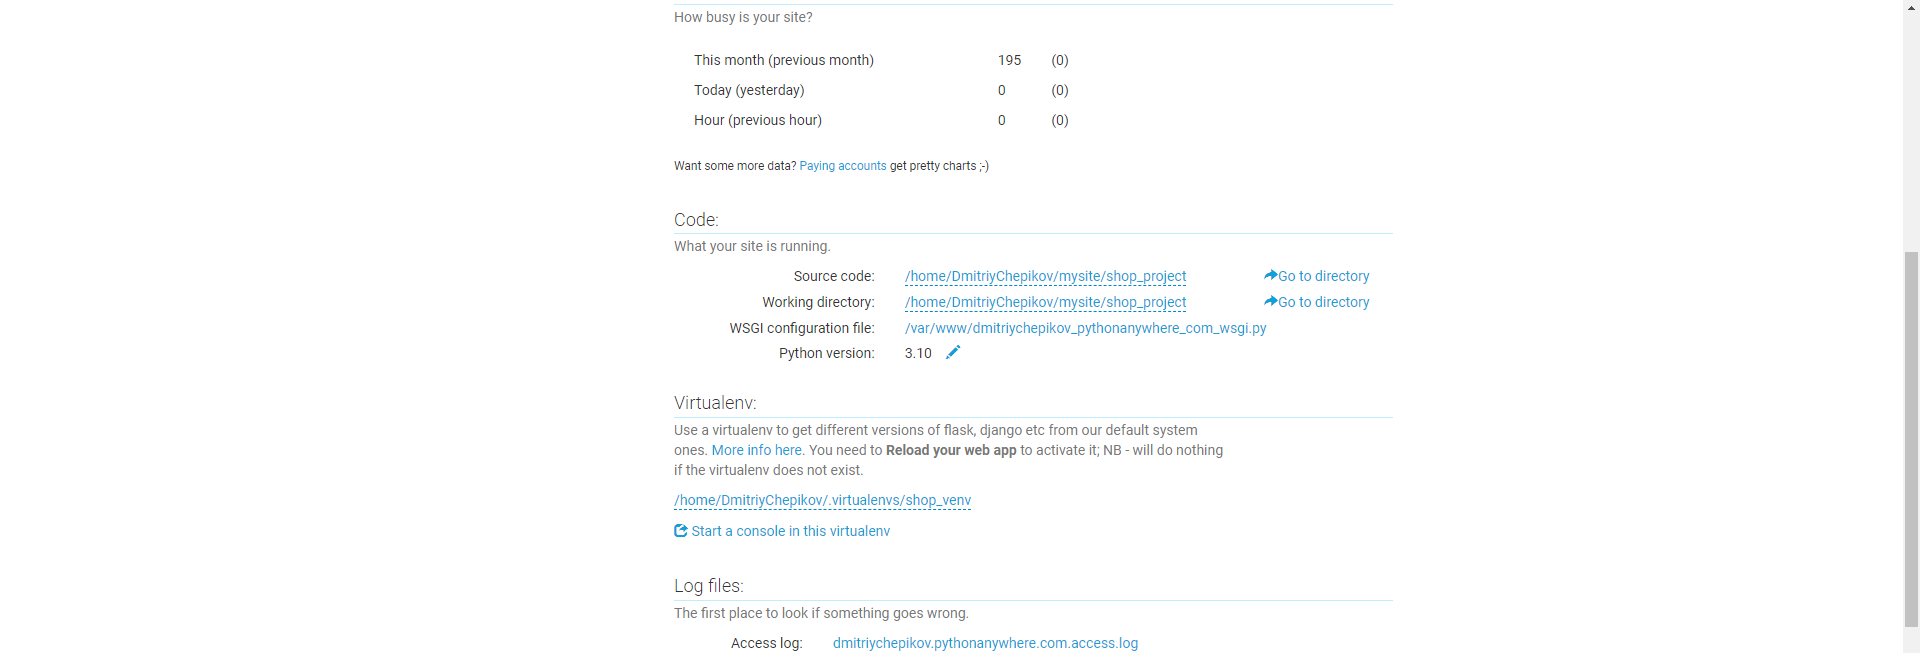 How busy is your site?
This month (previous month) 195 (0)
Today (yesterday) 0 (0)
Hour (previous hour) 0 (0)
Want some more data? Paying accounts get pretty charts ;-)
Code:
What your site is running.
Source code: /home/DmitriyChepikov/mysite/shop_project Go to directory
Working directory: /home/DmitriyChepikov/mysite/shop_project Go to directory
WSGI configuration file: /var/www/dmitriychepikov_pythonanywhere_com_wsgi.py
Python version: 3.10
Virtualenv:
Use a virtualenv to get different versions of flask, django etc from our default system
ones. More info here. You need to Reload your web app to activate it; NB - will do nothing
if the virtualenv does not exist.
/home/DmitriyChepikov/.virtualenvs/shop_venv
Start a console in this virtualenv
Log files:
The first place to look if something goes wrong.
Access log: dmitriychepikov.pythonanywhere.com.access.log